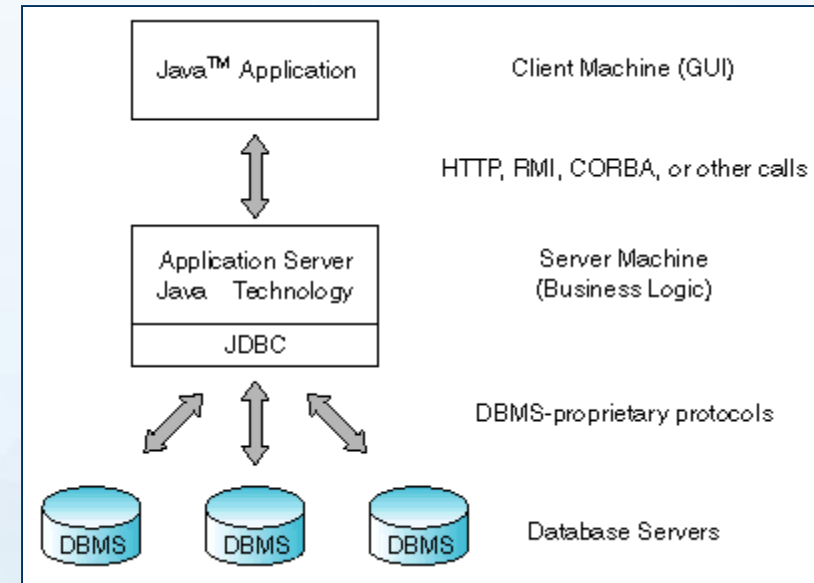 Java™ Application
Client Machine (GUI)
HTTP, RMI, CORBA, or other calls
Application Server
Java Technology
Server Machine
(Business Logic)
JDBC
DBMS-proprietary protocols
DBMS
DBMS
DBMS
Database Servers